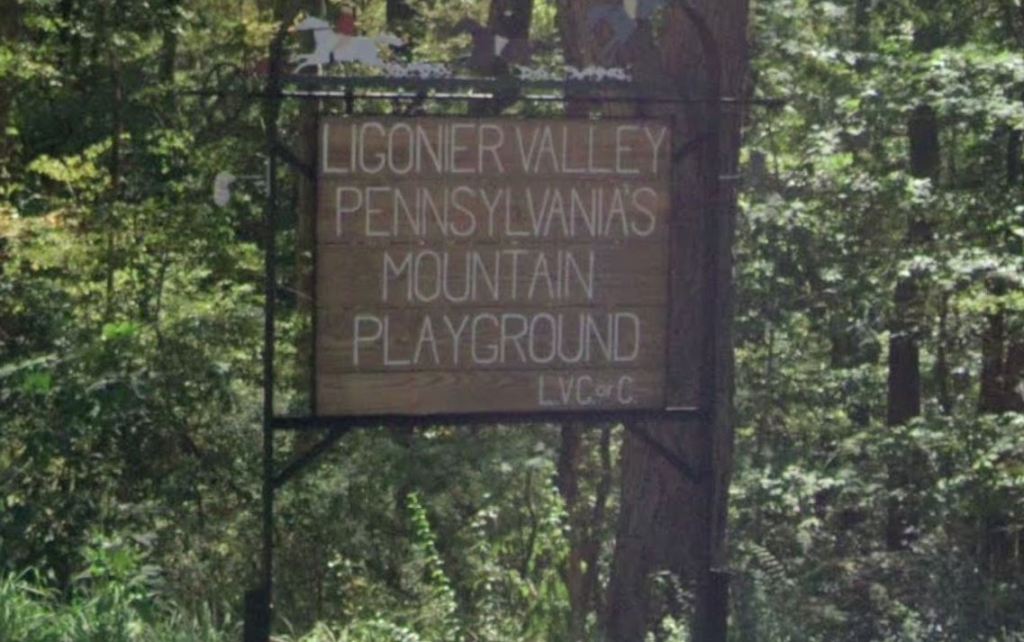 LIGONIER VALLEY
PENNSYLVANIA'S
MOUNTAIN
PLAYGROUND
L.V.C. of C.